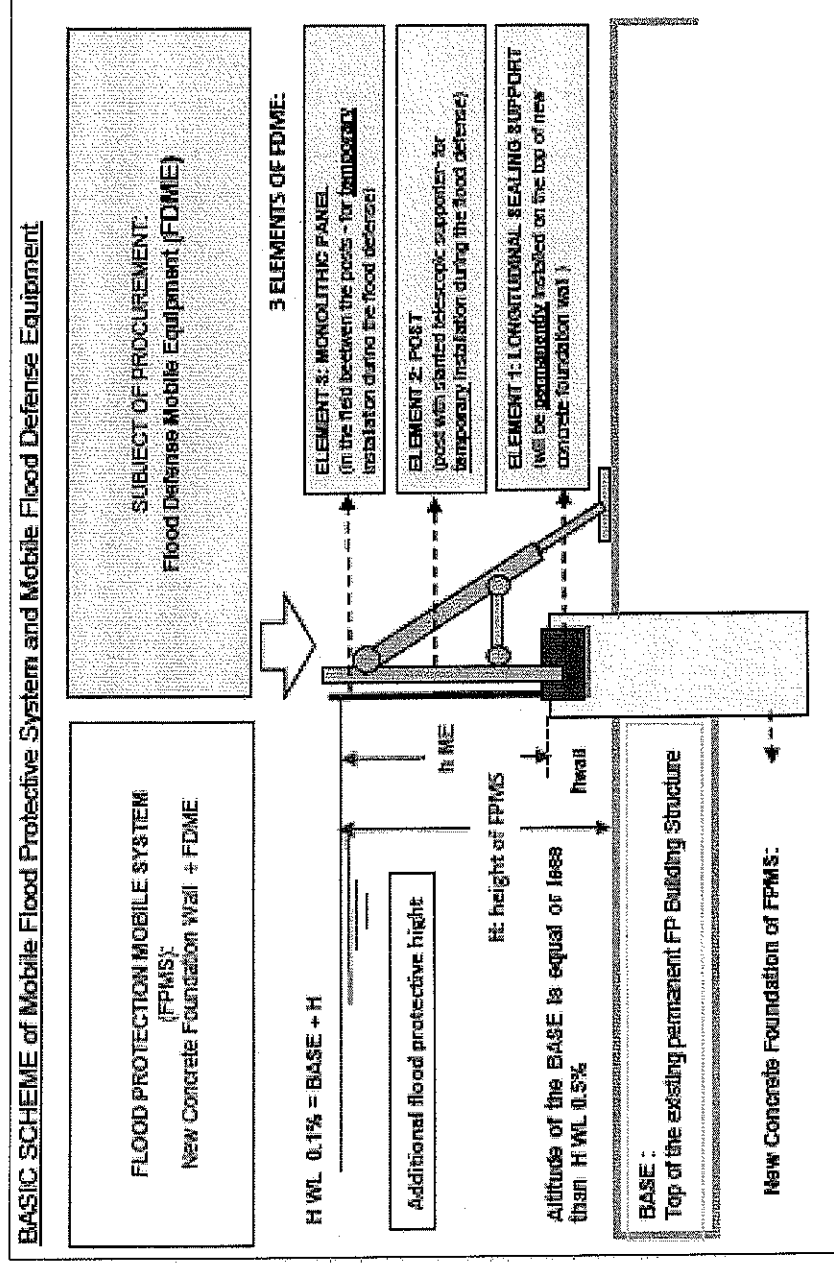 BASIC SCHEME of Mobile Flood Protective System and Mobile Flood Defense Equipment
FLOOD PROTECTION MOBILE SYSTEM
(FPMS):
New Concrete Foundation Wall + FDME
SUBJECT OF PROCUREMENT:
Flood Defense Mobile Equipment (FDME)
3 ELEMENTS OF FDME:
H WL 0.1% = BASE + H
Additional flood protective hight
h ME
H: height of FPMS
hwall
Altitude of the BASE is equal or less
than H WL 0.5%
BASE :
Top of the existing permanent FP Building Structure
New Concrete Foundation of FPMS:
ELEMENT 3: MONOLITHIC PANEL
(in the field beetwen the posts - for temporary
installation during the flood defense)
ELEMENT 2: POST
(post with slanted telescopic supporter- for
temporary installation during the flood defense)
ELEMENT 1: LONGITUDINAL SEALING SUPPORT
(will be permanently installed on the top of new
concrete foundation wall )